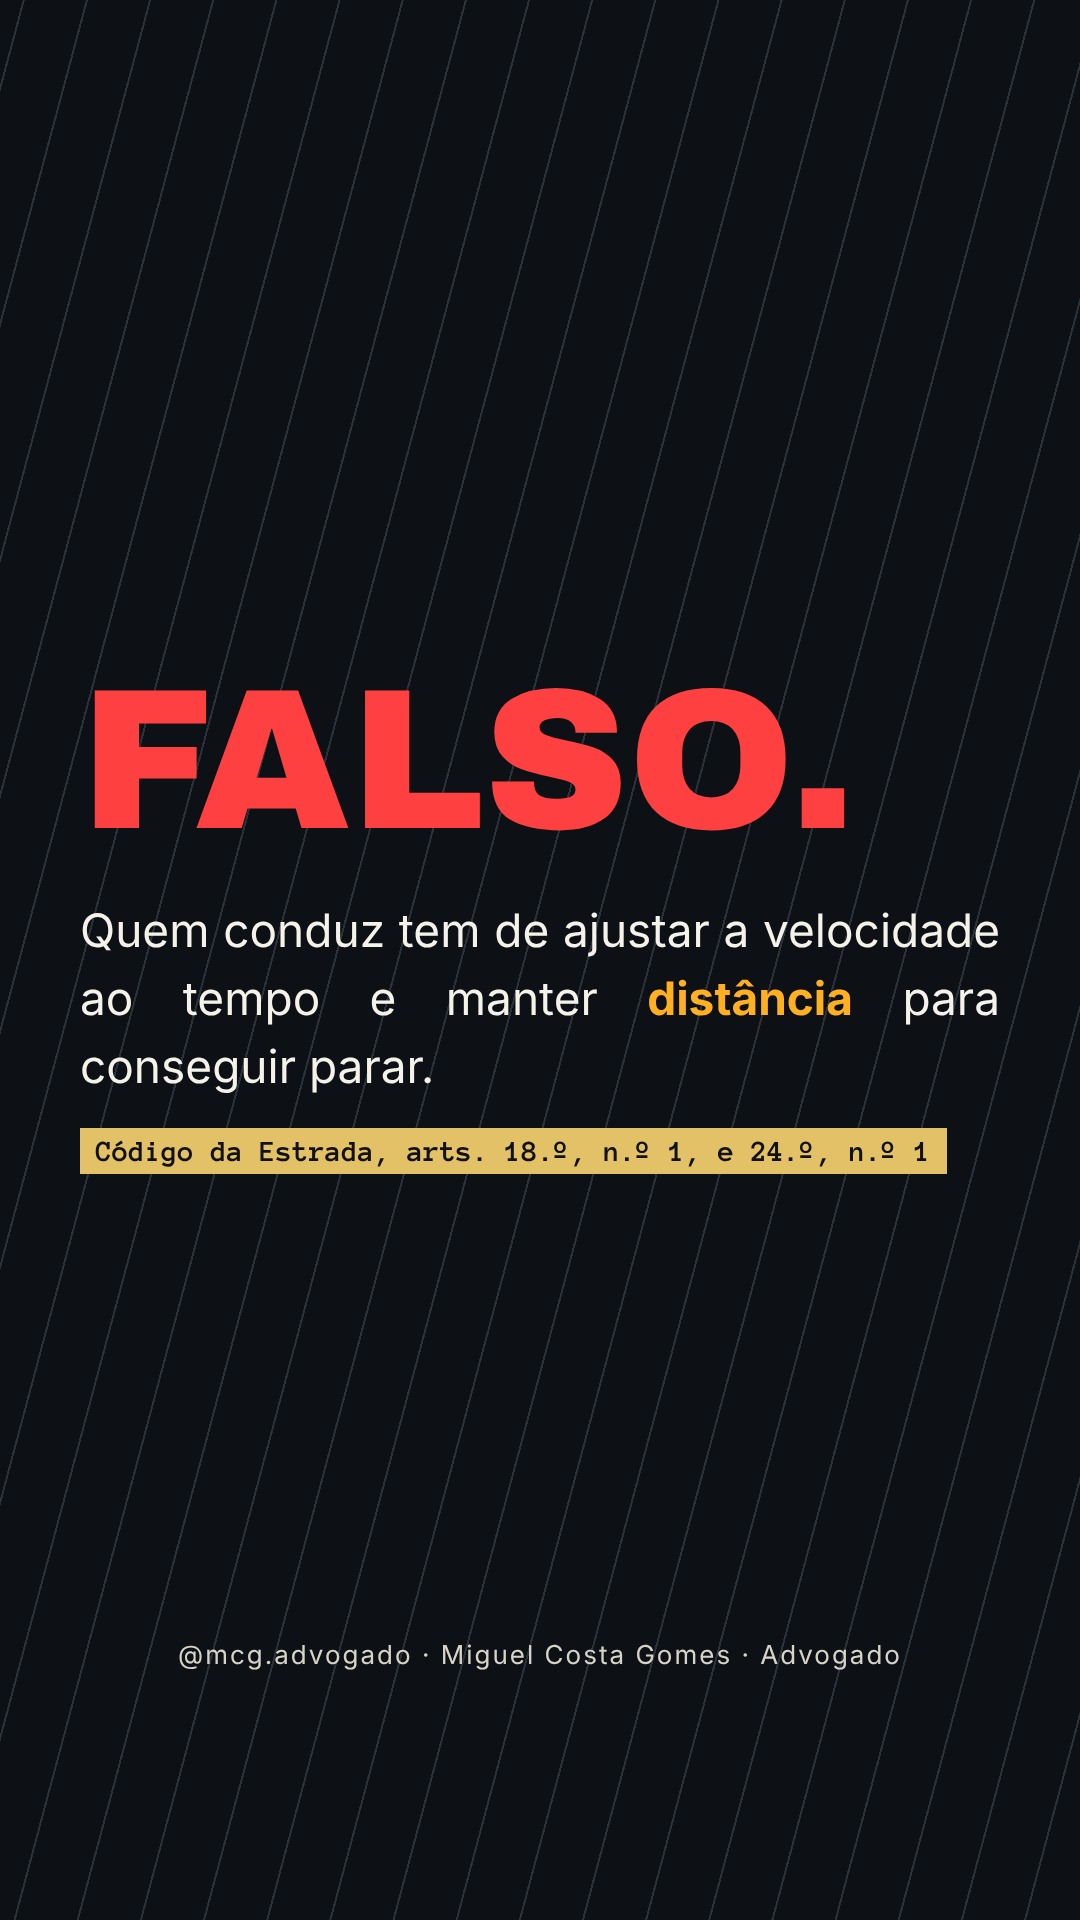 FALSO.
Quem conduz tem de ajustar a velocidade
ao tempo e manter distância para
conseguir parar.
Código da Estrada, arts. 18.º, n.º 1, e 24.º, n.º 1
@mcg.advogado · Miguel Costa Gomes · Advogado